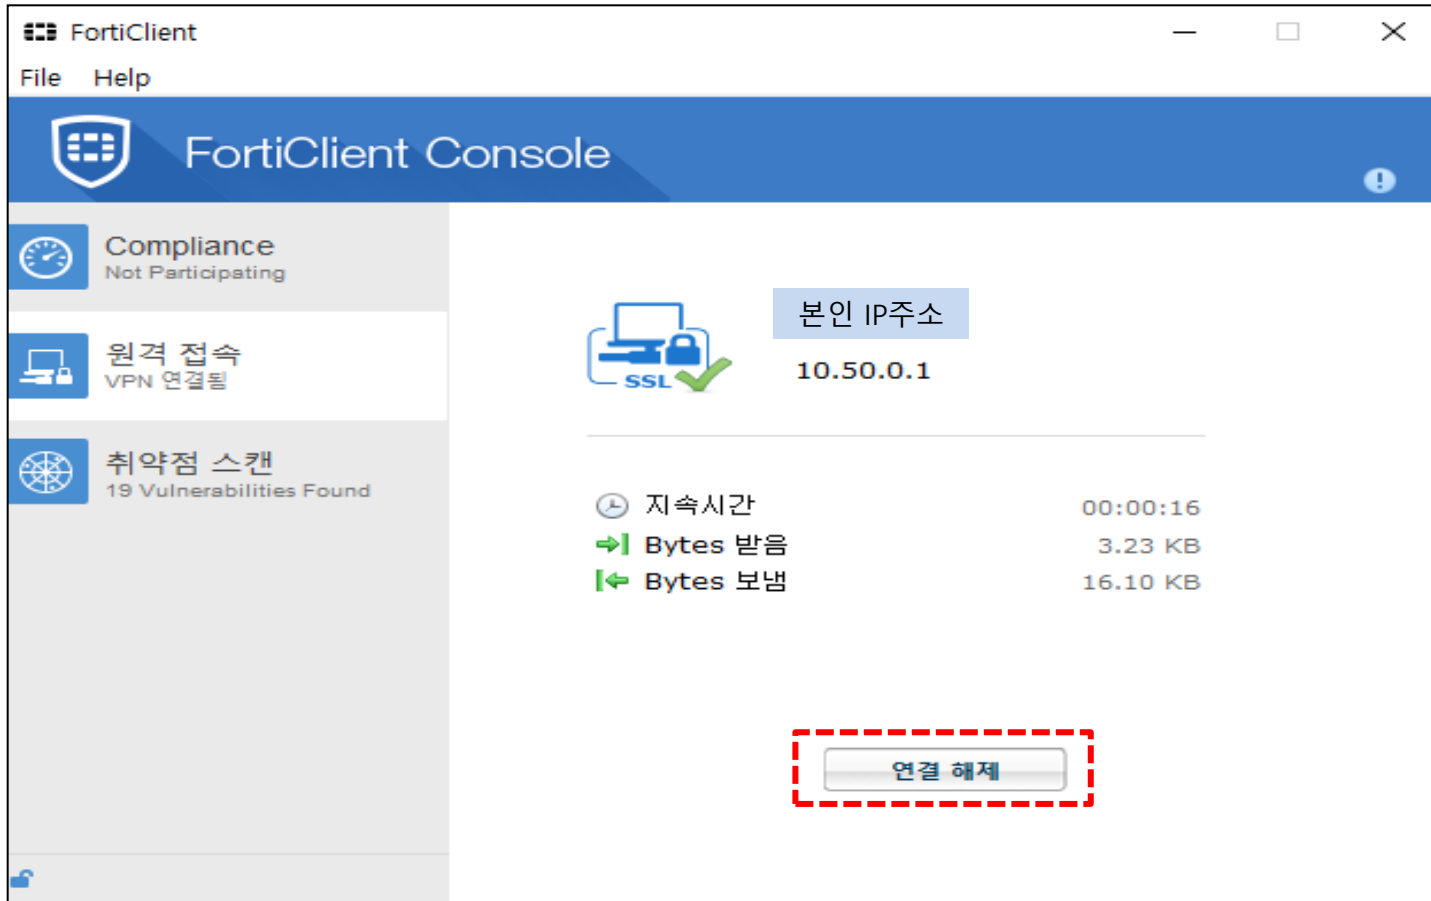 FortiClient
File Help
FortiClient Console
Compliance
Not Participating
원격 접속
VPN 연결됨
취약점 스캔
19 Vulnerabilities Found
본인 IP주소
10.50.0.1
SSL
지속시간 00:00:16
Bytes 받음 3.23 KB
Bytes 보냄 16.10 KB
연결 해제